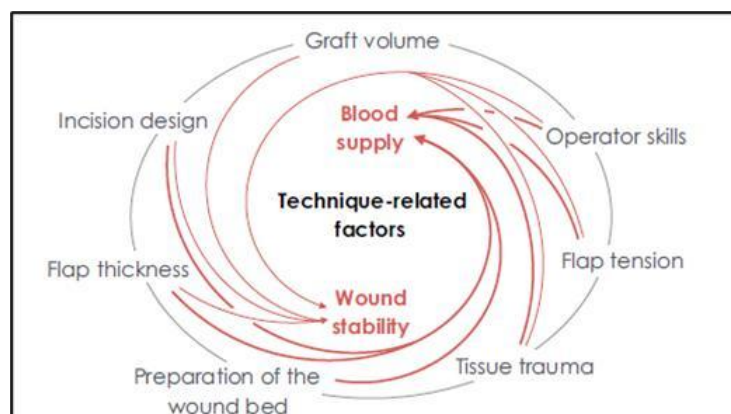 Graft volume
Blood
supply
Incision design
Operator skills
Technique-related
factors
Flap thickness
Flap tension
Wound
stability
Tissue trauma
Preparation of the
wound bed